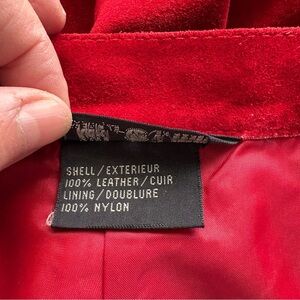 SHELL/EXTERIEUR
100% LEATHER/CUIR
LINING/DOUBLURE
100% NYLON